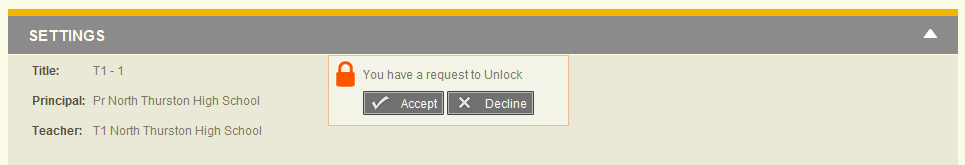 SETTINGS
Title: T1 - 1
You have a request to Unlock
Principal: Pr North Thurston High School
Accept Decline
Teacher: T1 North Thurston High School